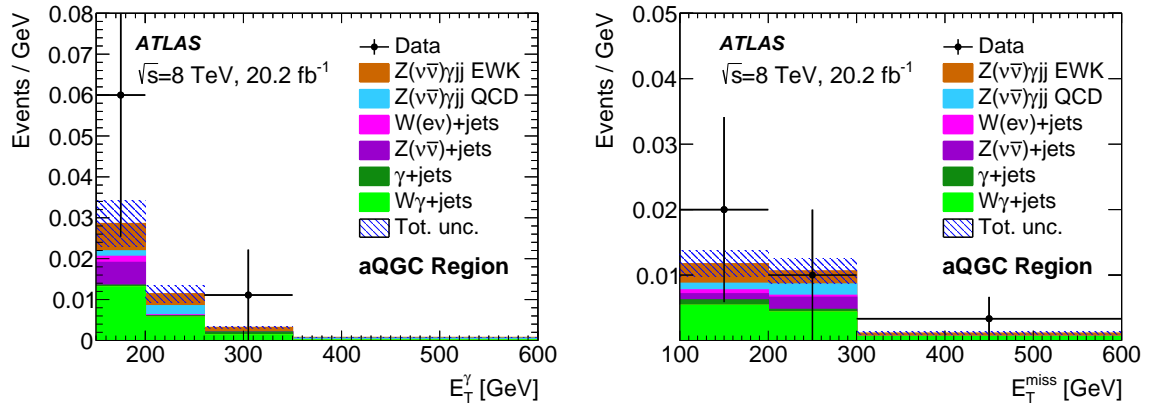 Events / GeV
0.08
0.07
0.06
0.05
0.04
0.03
0.02
0.01
0
ATLAS
√s=8 TeV, 20.2 fb⁻¹
Data
Z(νν̅)γjj EWK
Z(νν̅)γjj QCD
W(eν)+jets
Z(νν̅)+jets
γ+jets
Wγ+jets
Tot. unc.
aQGC Region
200 300 400 500 600
E_T^γ [GeV]
Events / GeV
0.05
0.04
0.03
0.02
0.01
ATLAS
√s=8 TeV, 20.2 fb⁻¹
Data
Z(νν̅)γjj EWK
Z(νν̅)γjj QCD
W(eν)+jets
Z(νν̅)+jets
γ+jets
Wγ+jets
Tot. unc.
aQGC Region
100 200 300 400 500 600
E_T^miss [GeV]